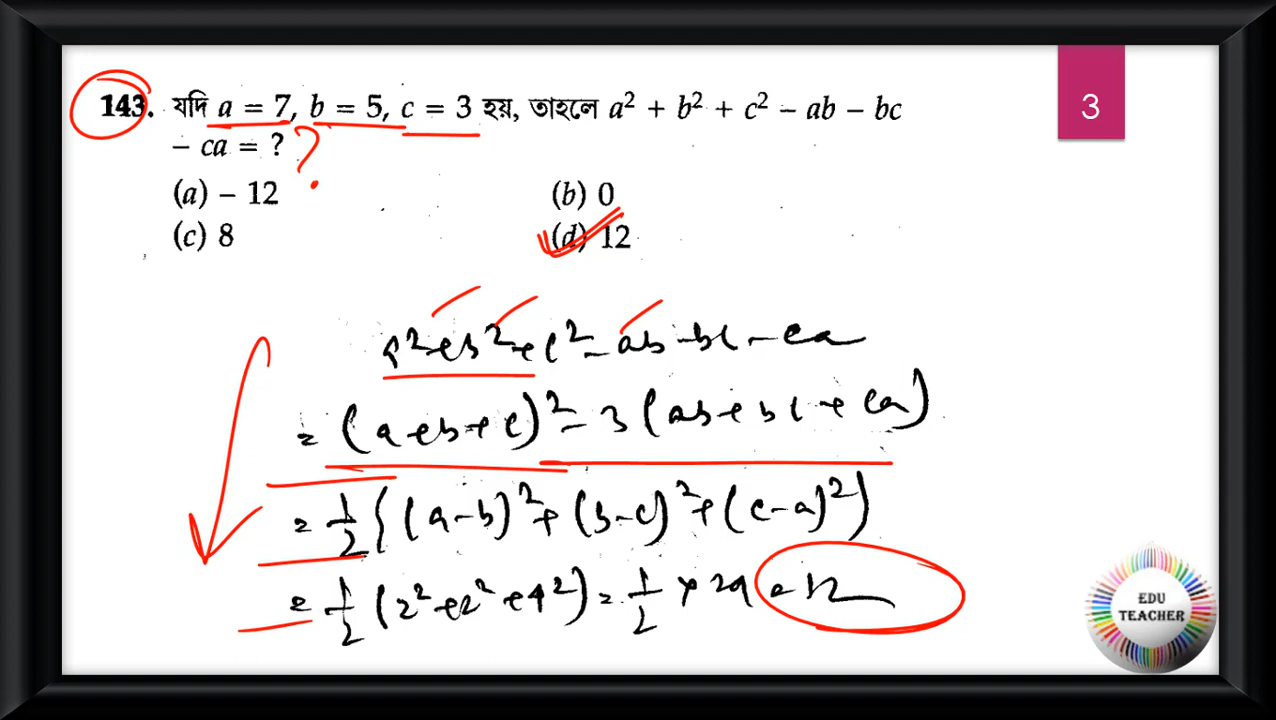 3
143. যদি a = 7, b = 5, c = 3 হয়, তাহলে a² + b² + c² – ab – bc
– ca = ?
(a) – 12 (b) 0
(c) 8 (d) 12
a²+b²+c²-ab-bc-ca
= (a+b+c)²-3(ab+bc+ca)
= 1/2{(a-b)²+(b-c)²+(c-a)²)
= 1/2(2²+2²+4²) = 1/2 × 24 = 12
EDU
TEACHER